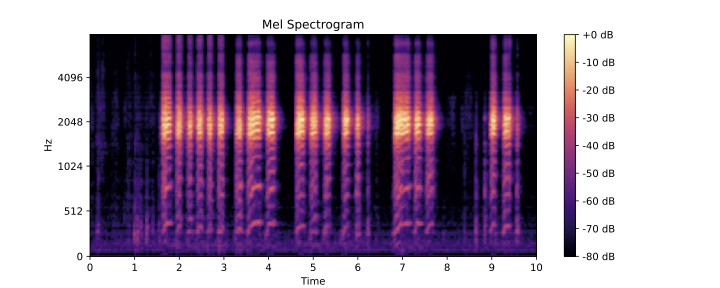 Mel Spectrogram
Hz
4096
2048
1024
512
0
0 1 2 3 4 5 6 7 8 9 10
Time
+0 dB
-10 dB
-20 dB
-30 dB
-40 dB
-50 dB
-60 dB
-70 dB
-80 dB